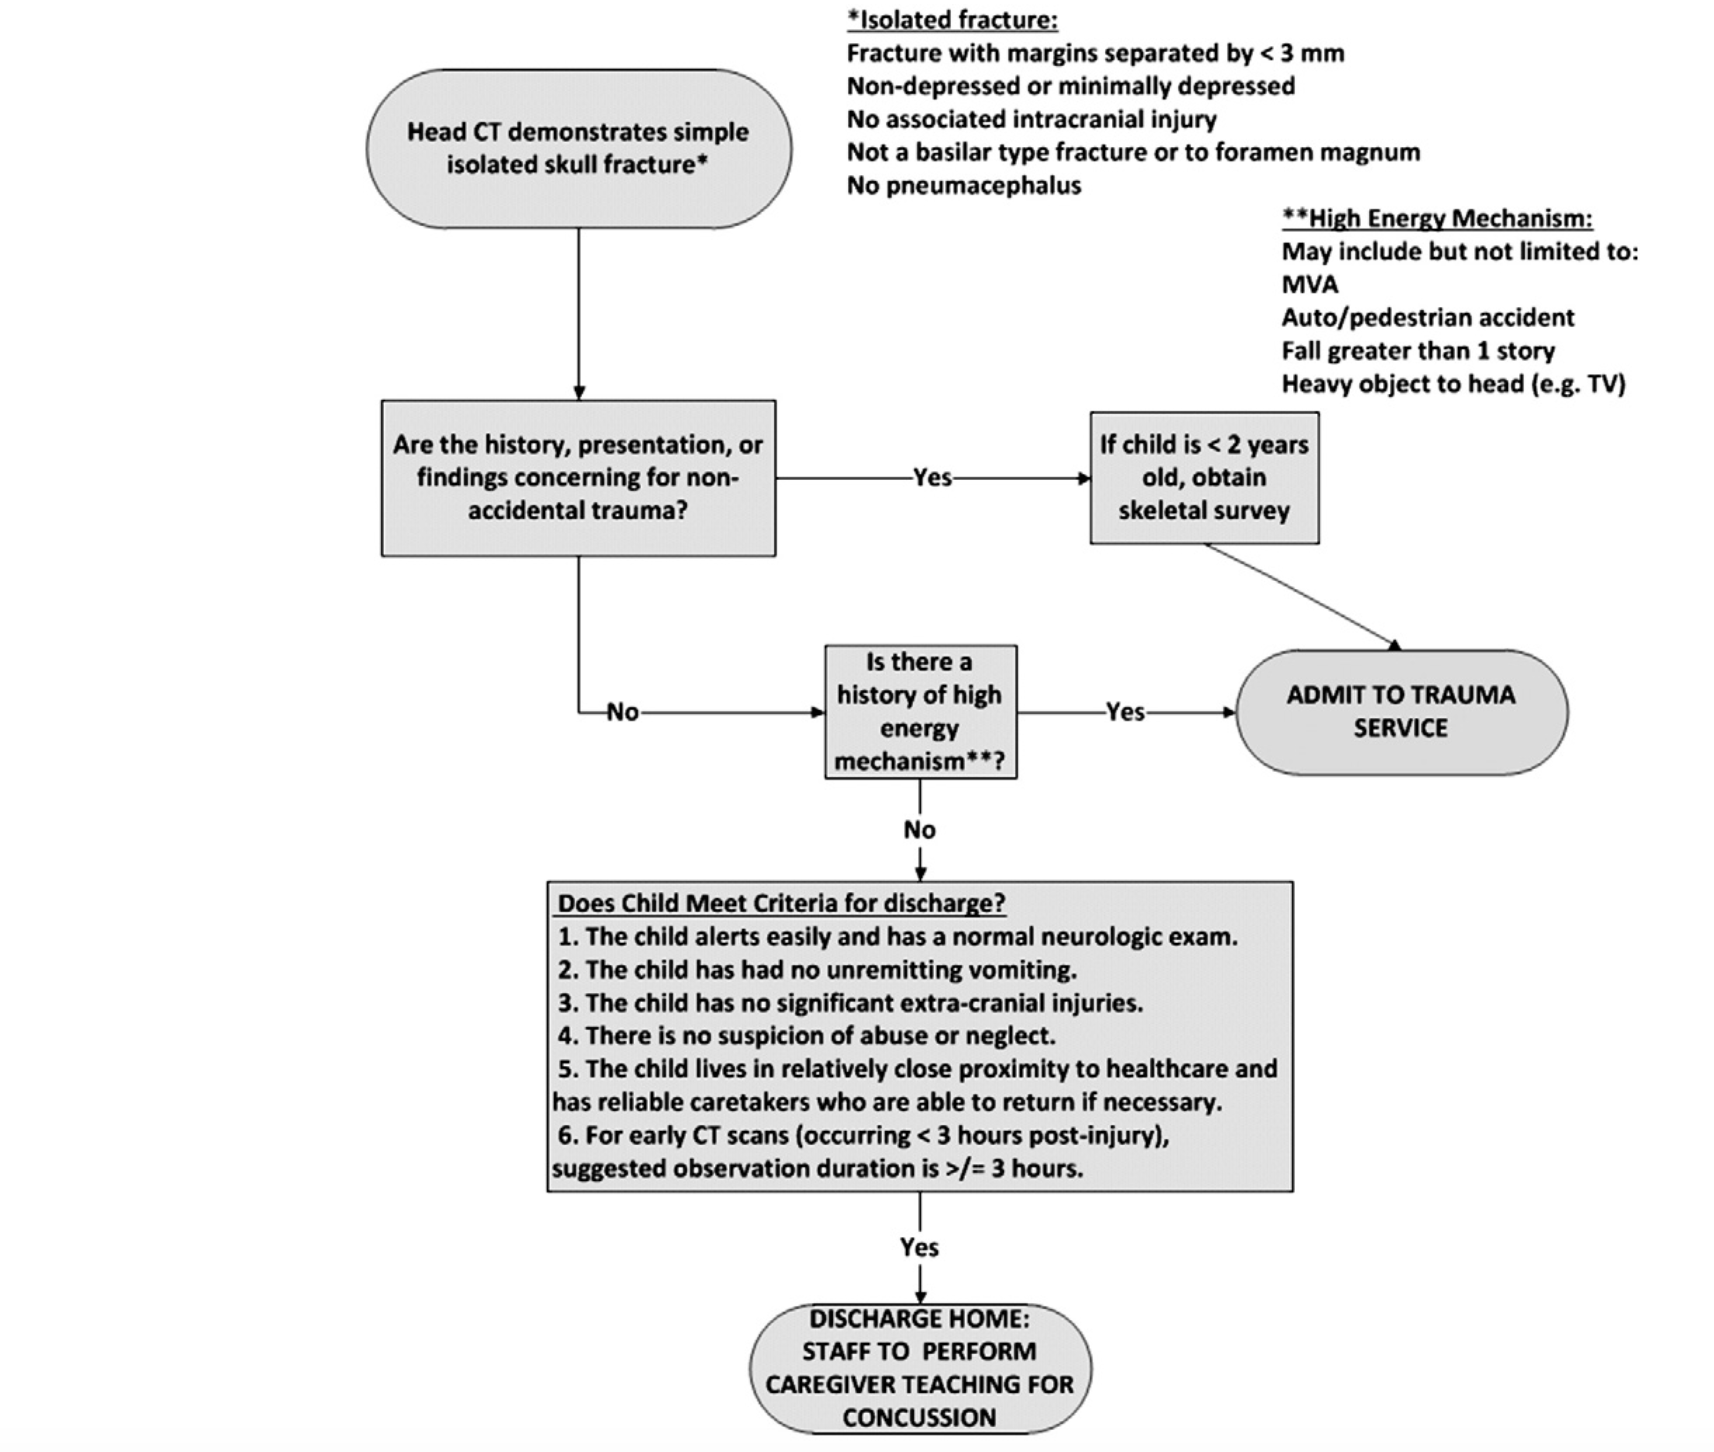 *Isolated fracture:
Fracture with margins separated by < 3 mm
Non-depressed or minimally depressed
No associated intracranial injury
Not a basilar type fracture or to foramen magnum
No pneumacephalus
Head CT demonstrates simple
isolated skull fracture*
**High Energy Mechanism:
May include but not limited to:
MVA
Auto/pedestrian accident
Fall greater than 1 story
Heavy object to head (e.g. TV)
Are the history, presentation, or
findings concerning for non-
accidental trauma?
Yes
If child is < 2 years
old, obtain
skeletal survey
No
Is there a
history of high
energy
mechanism**?
Yes
ADMIT TO TRAUMA
SERVICE
No
Does Child Meet Criteria for discharge?
1. The child alerts easily and has a normal neurologic exam.
2. The child has had no unremitting vomiting.
3. The child has no significant extra-cranial injuries.
4. There is no suspicion of abuse or neglect.
5. The child lives in relatively close proximity to healthcare and
has reliable caretakers who are able to return if necessary.
6. For early CT scans (occurring < 3 hours post-injury),
suggested observation duration is >/= 3 hours.
Yes
DISCHARGE HOME:
STAFF TO PERFORM
CAREGIVER TEACHING FOR
CONCUSSION